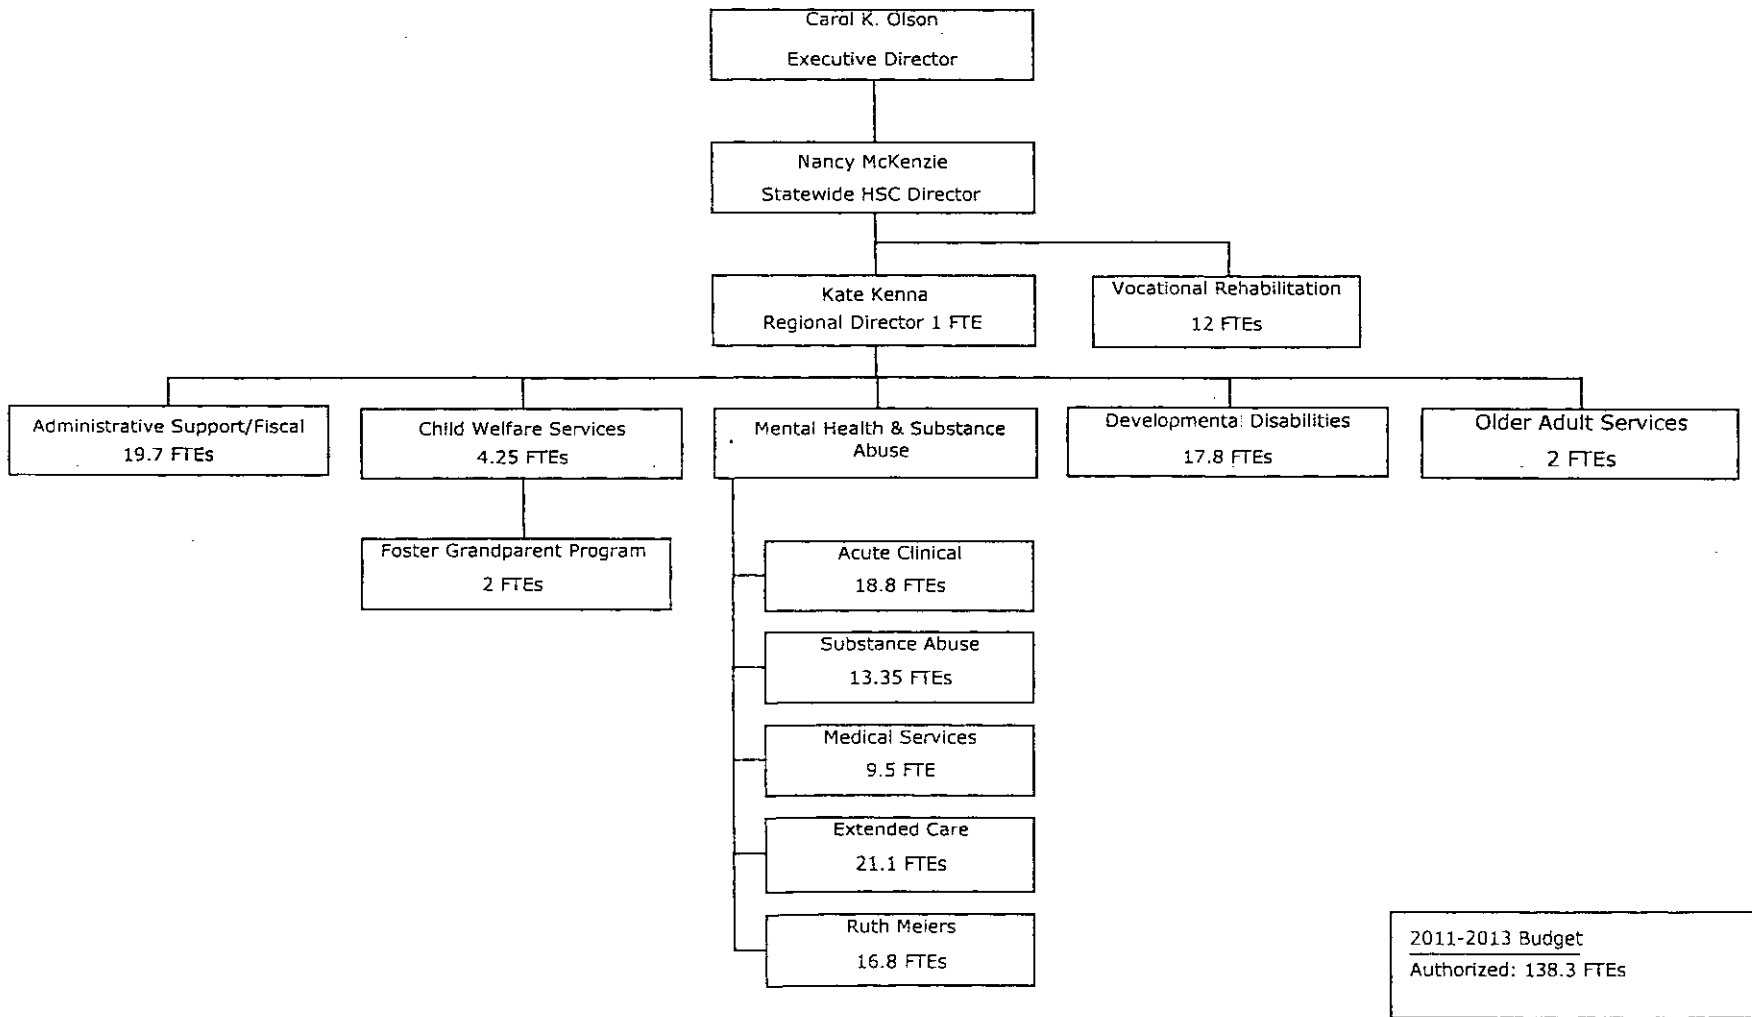 Carol K. Olson
Executive Director
Nancy McKenzie
Statewide HSC Director
Kate Kenna
Regional Director 1 FTE
Vocational Rehabilitation
12 FTEs
Administrative Support/Fiscal
19.7 FTEs
Child Welfare Services
4.25 FTEs
Mental Health & Substance
Abuse
Developmental Disabilities
17.8 FTEs
Older Adult Services
2 FTEs
Foster Grandparent Program
2 FTEs
Acute Clinical
18.8 FTEs
Substance Abuse
13.35 FTEs
Medical Services
9.5 FTE
Extended Care
21.1 FTEs
Ruth Meiers
16.8 FTEs
2011-2013 Budget
Authorized: 138.3 FTEs